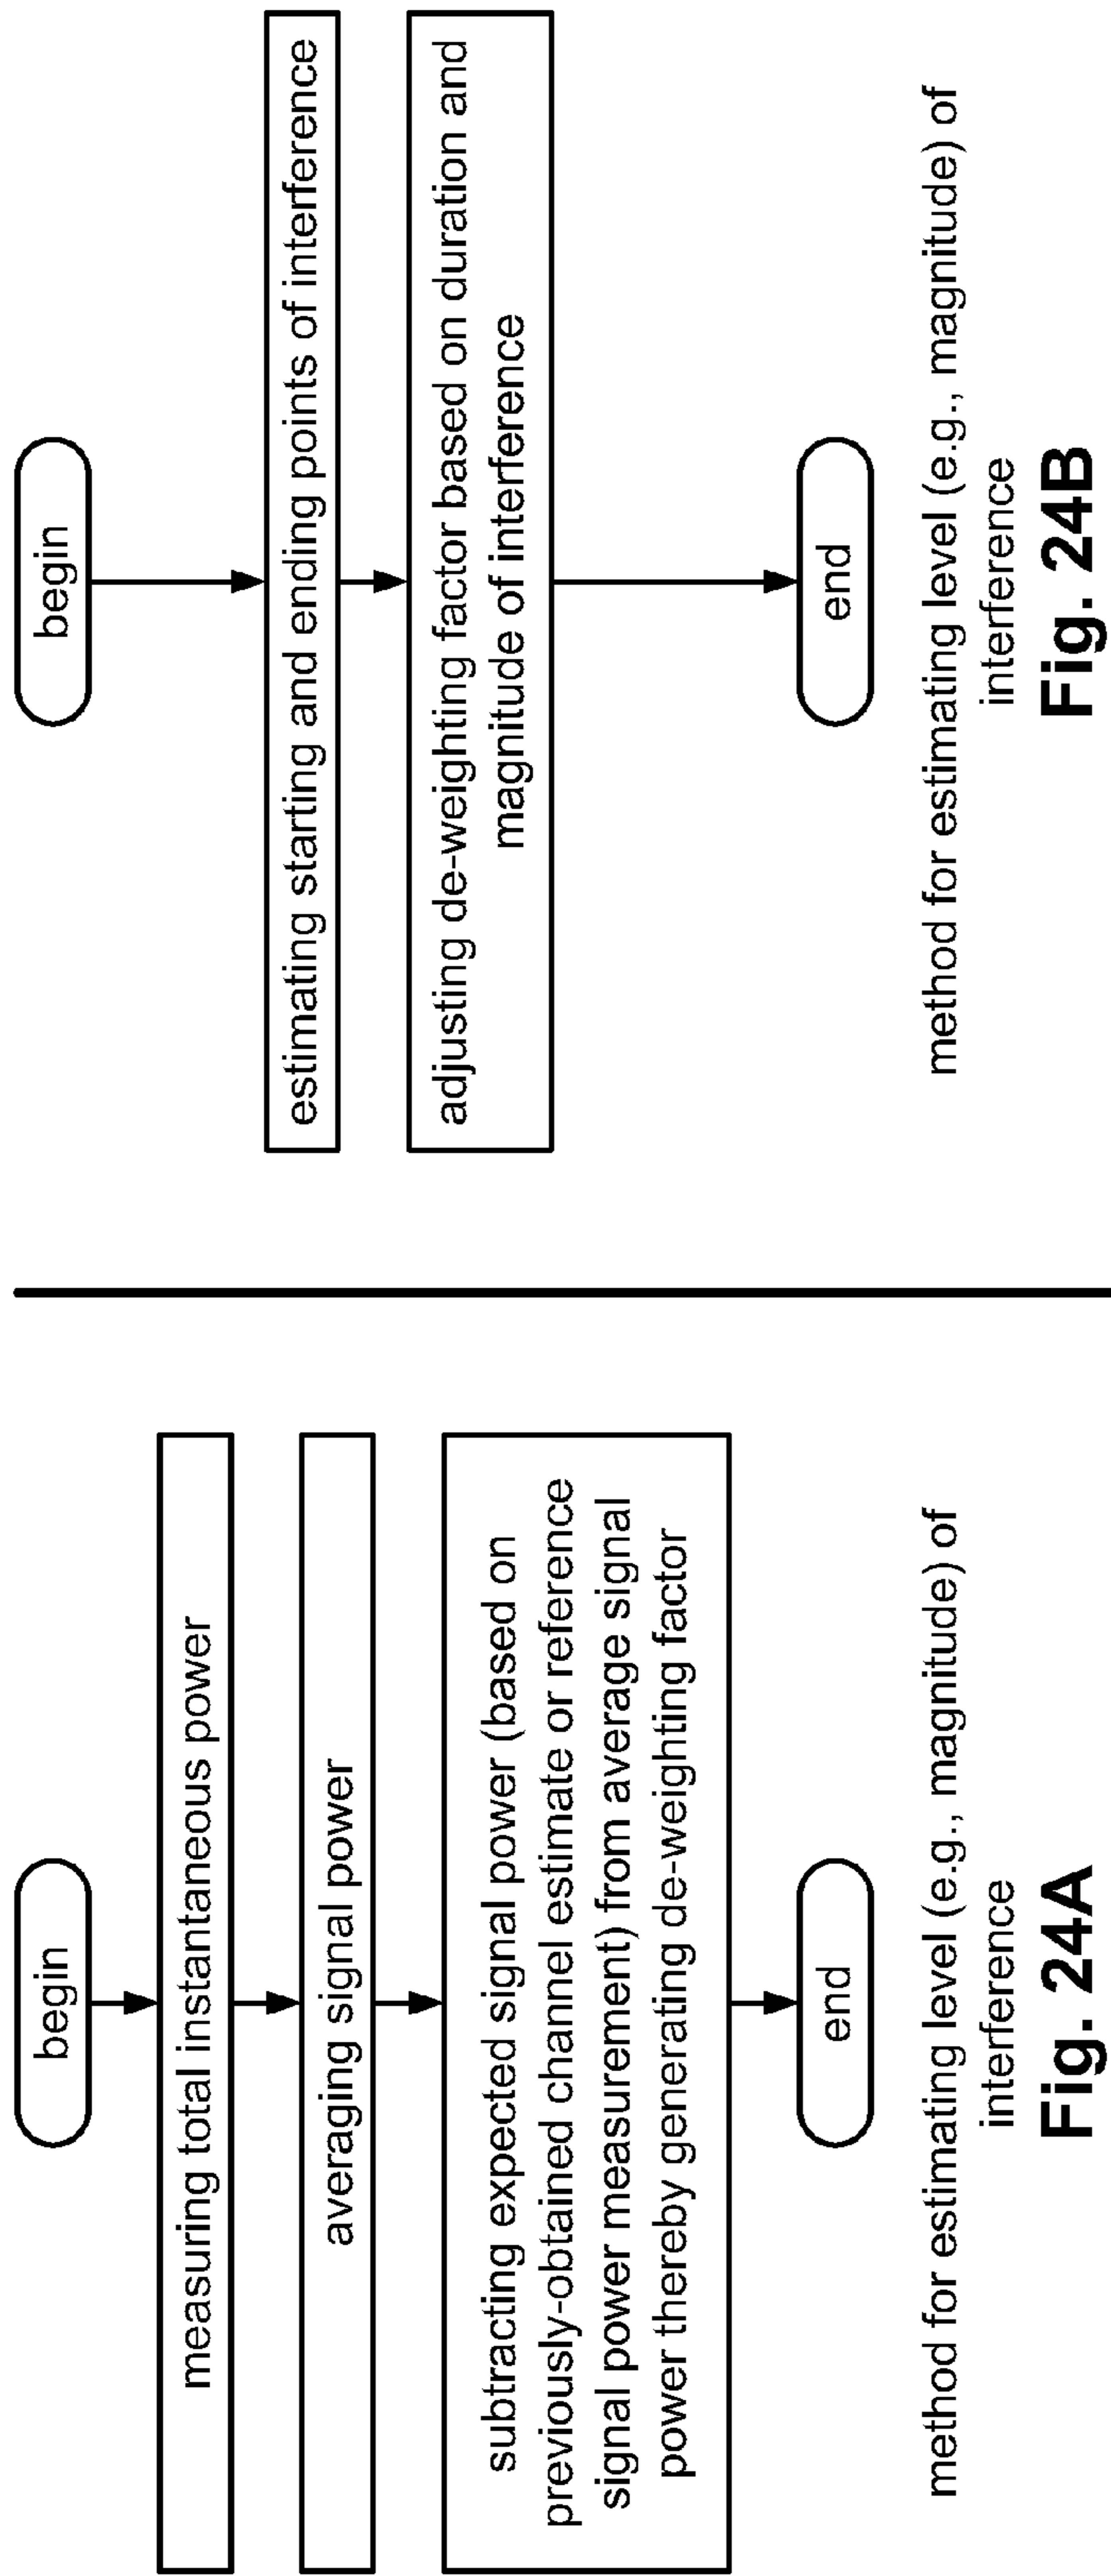 begin
measuring total instantaneous power
averaging signal power
subtracting expected signal power (based on
previously-obtained channel estimate or reference
signal power measurement) from average signal
power thereby generating de-weighting factor
end
method for estimating level (e.g., magnitude) of
interference
Fig. 24A
begin
estimating starting and ending points of interference
adjusting de-weighting factor based on duration and
magnitude of interference
end
method for estimating level (e.g., magnitude) of
interference
Fig. 24B